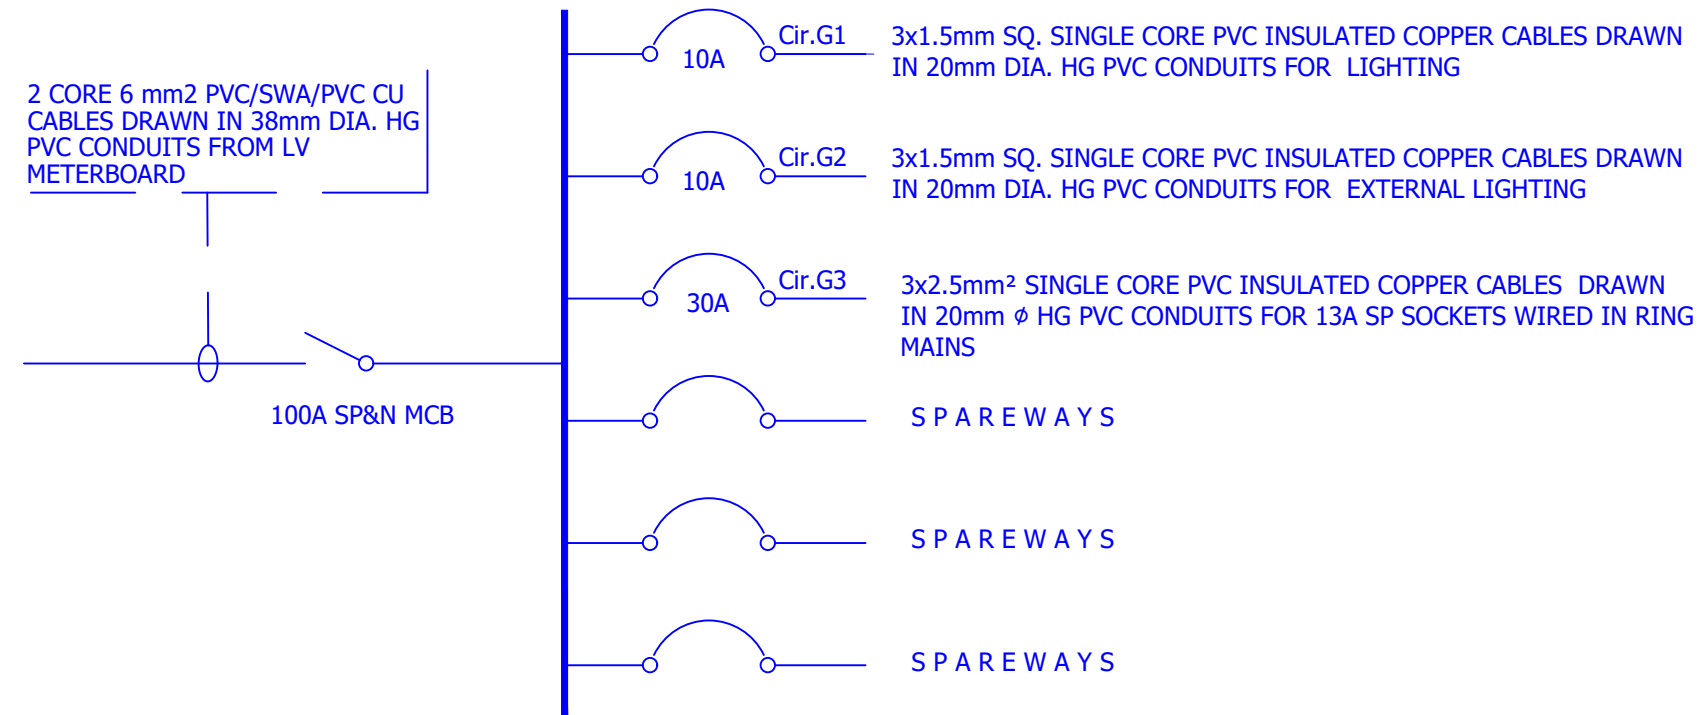 2 CORE 6 mm2 PVC/SWA/PVC CU
CABLES DRAWN IN 38mm DIA. HG
PVC CONDUITS FROM LV
METERBOARD
100A SP&N MCB
10A
Cir.G1
3x1.5mm SQ. SINGLE CORE PVC INSULATED COPPER CABLES DRAWN
IN 20mm DIA. HG PVC CONDUITS FOR LIGHTING
10A
Cir.G2
3x1.5mm SQ. SINGLE CORE PVC INSULATED COPPER CABLES DRAWN
IN 20mm DIA. HG PVC CONDUITS FOR EXTERNAL LIGHTING
30A
Cir.G3
3x2.5mm² SINGLE CORE PVC INSULATED COPPER CABLES DRAWN
IN 20mm ⌀ HG PVC CONDUITS FOR 13A SP SOCKETS WIRED IN RING
MAINS
S P A R E W A Y S
S P A R E W A Y S
S P A R E W A Y S